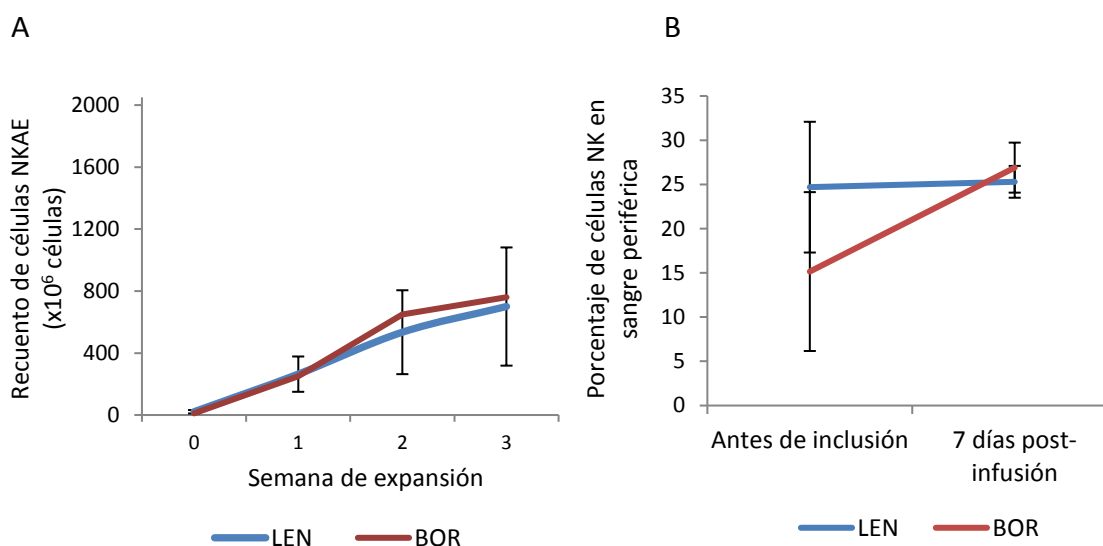 A
Recuento de células NKAE
(x10⁶ células)
2000
1600
1200
800
400
0
0 1 2 3
Semana de expansión
LEN BOR
B
Porcentaje de células NK en
sangre periférica
35
30
25
20
15
10
5
0
Antes de inclusión
7 días post-
infusión
LEN BOR